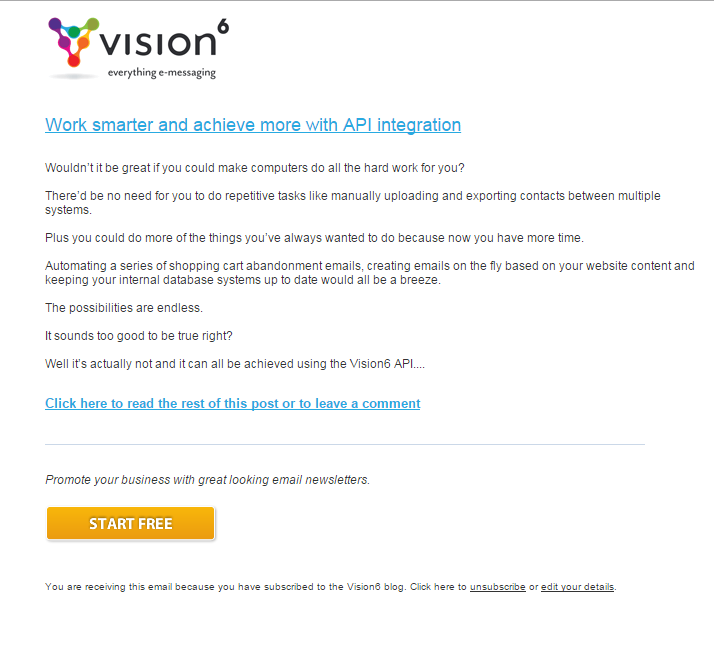 vision6
everything e-messaging
Work smarter and achieve more with API integration
Wouldn't it be great if you could make computers do all the hard work for you?
There'd be no need for you to do repetitive tasks like manually uploading and exporting contacts between multiple
systems.
Plus you could do more of the things you've always wanted to do because now you have more time.
Automating a series of shopping cart abandonment emails, creating emails on the fly based on your website content and
keeping your internal database systems up to date would all be a breeze.
The possibilities are endless.
It sounds too good to be true right?
Well it's actually not and it can all be achieved using the Vision6 API....
Click here to read the rest of this post or to leave a comment
Promote your business with great looking email newsletters.
START FREE
You are receiving this email because you have subscribed to the Vision6 blog. Click here to unsubscribe or edit your details.